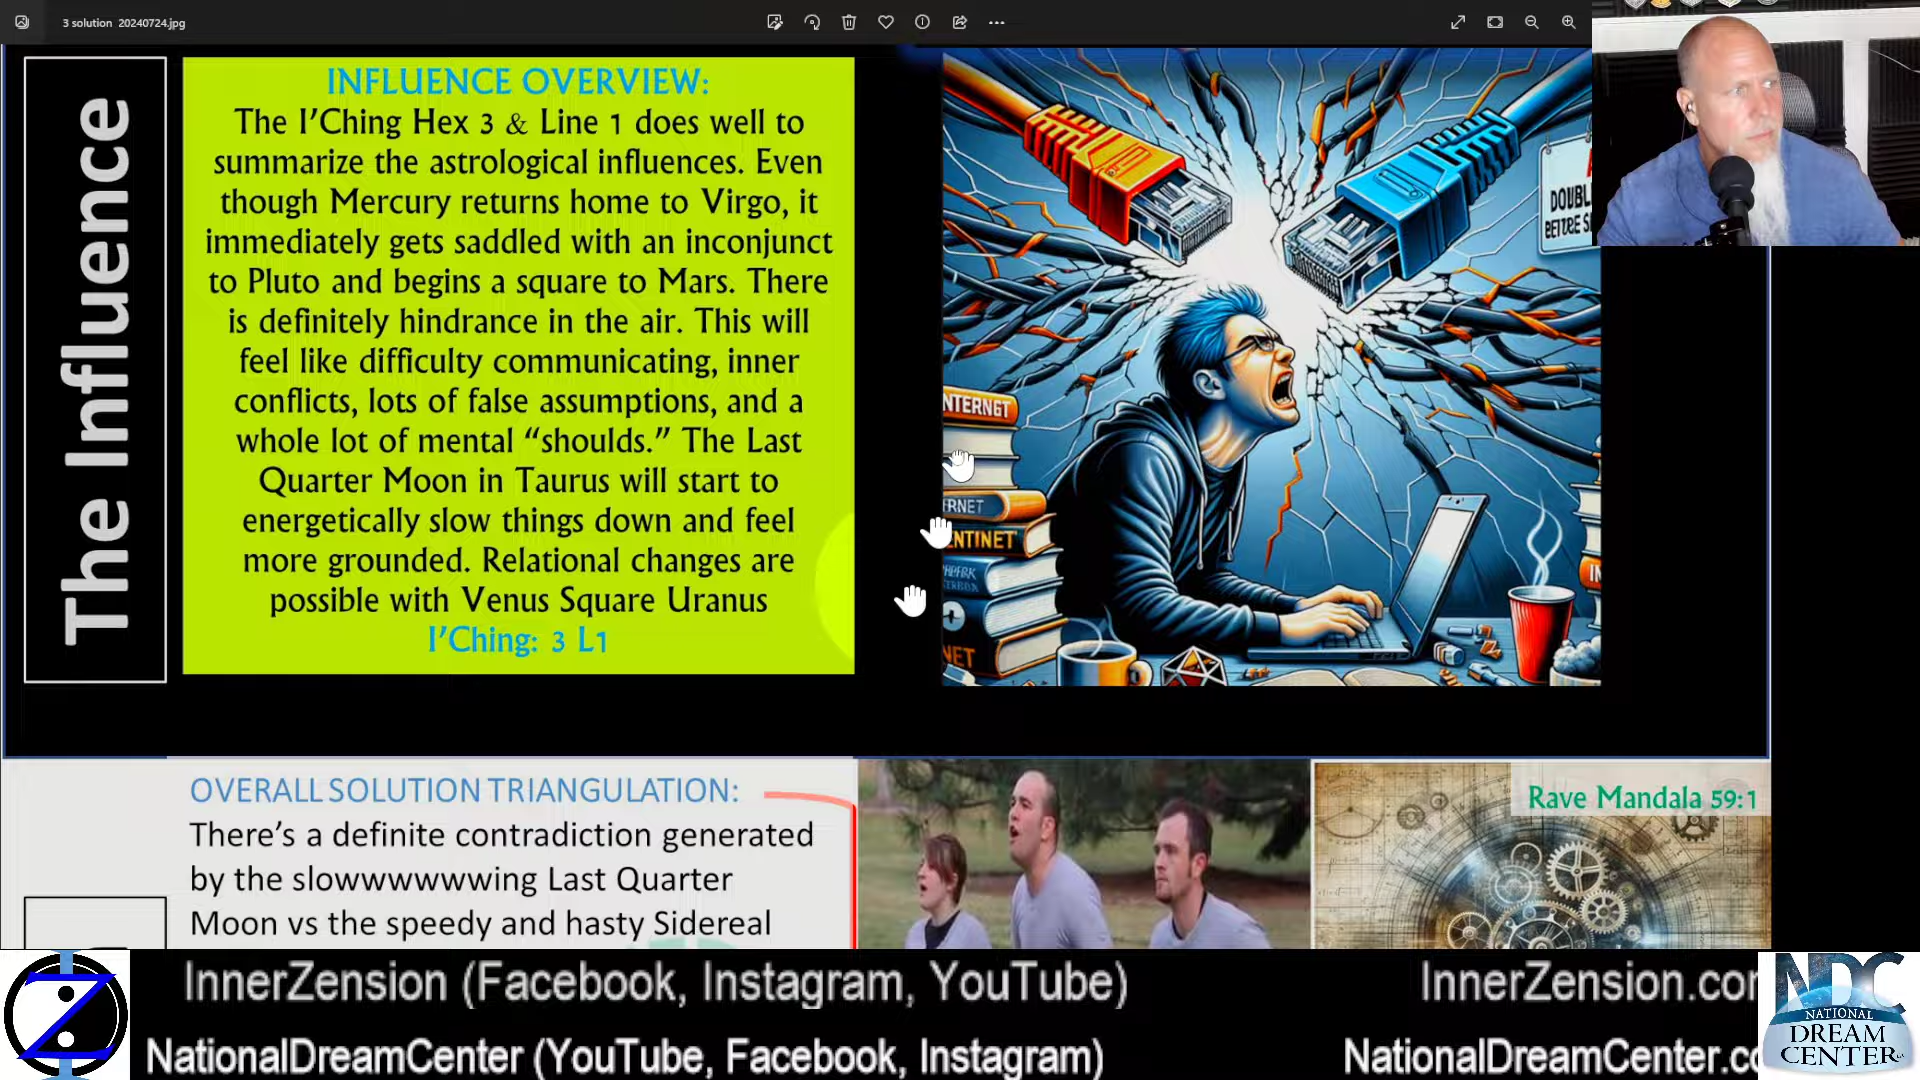 3 solution 20240724.jpg
The Influence
INFLUENCE OVERVIEW:
The I'Ching Hex 3 & Line 1 does well to
summarize the astrological influences. Even
though Mercury returns home to Virgo, it
immediately gets saddled with an inconjunct
to Pluto and begins a square to Mars. There
is definitely hindrance in the air. This will
feel like difficulty communicating, inner
conflicts, lots of false assumptions, and a
whole lot of mental “shoulds.” The Last
Quarter Moon in Taurus will start to
energetically slow things down and feel
more grounded. Relational changes are
possible with Venus Square Uranus
I'Ching: 3 L1
DOUBL
NTERNGT
RNET
ENTINET
NET
OVERALL SOLUTION TRIANGULATION:
There’s a definite contradiction generated
by the slowwwwwwing Last Quarter
Moon vs the speedy and hasty Sidereal
Rave Mandala 59:1
Z
InnerZension (Facebook, Instagram, YouTube)
InnerZension.cor
NationalDreamCenter (YouTube, Facebook, Instagram)
NationalDreamCenter.co
NDC
NATIONAL
DREAM
CENTER